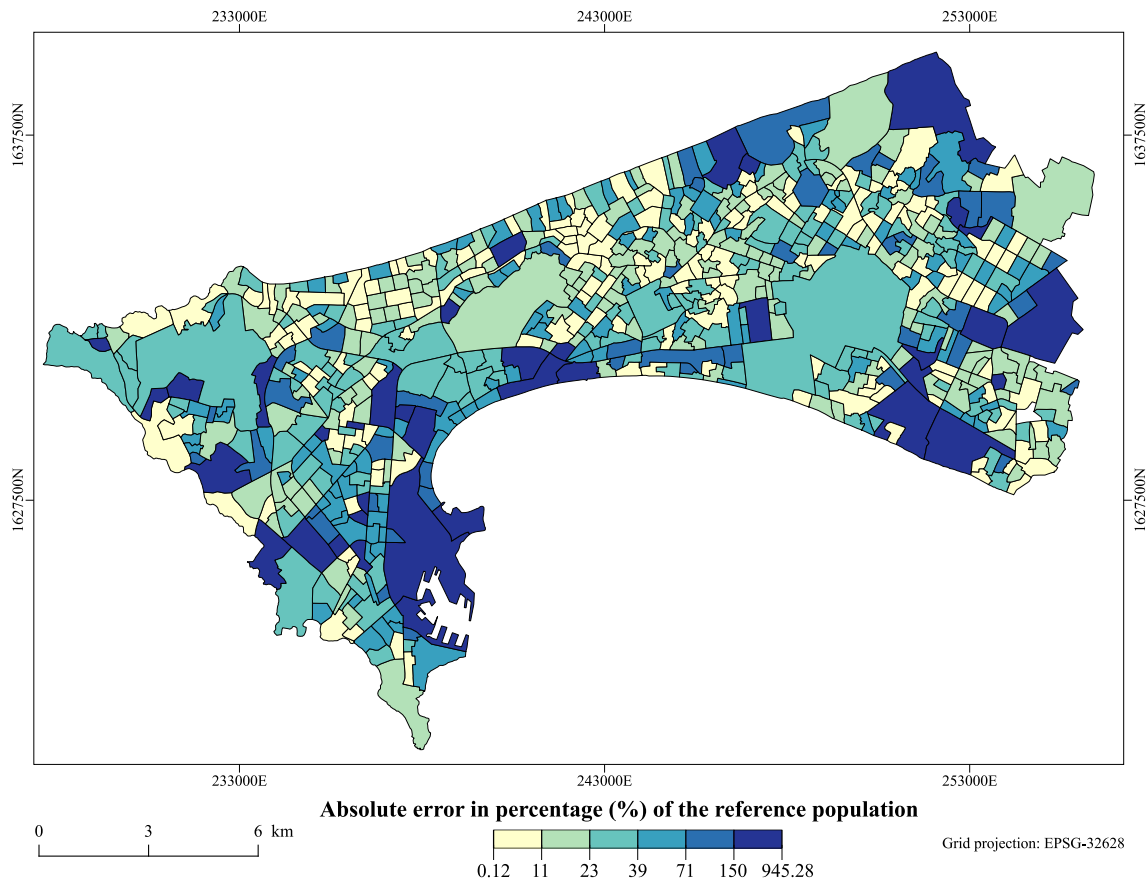 233000E 243000E 253000E
1637500N 1637500N
1627500N 1627500N
233000E 243000E 253000E
Absolute error in percentage (%) of the reference population
0 3 6 km
0.12 11 23 39 71 150 945.28
Grid projection: EPSG-32628